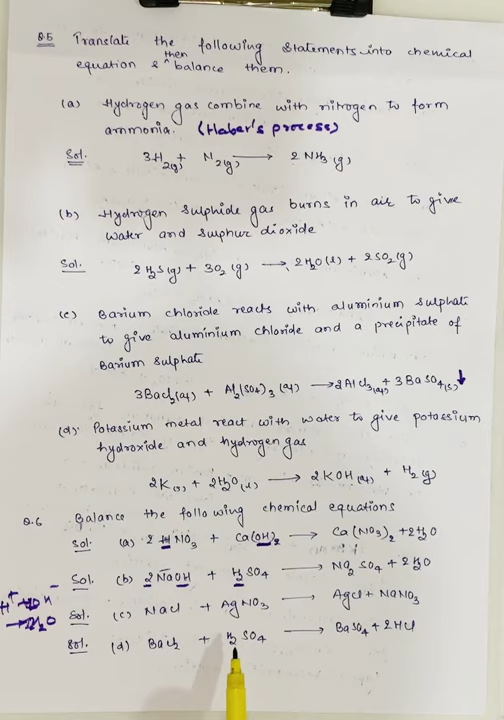 Q.5 Translate the following statements into chemical
equation & then balance them.
(a) Hydrogen gas combine with nitrogen to form
ammonia. (Haber's process)
Sol. 3H2(g) + N2(g) ⟶ 2NH3(g)
(b) Hydrogen sulphide gas burns in air to give
water and sulphur dioxide
Sol. 2H2S(g) + 3O2(g) ⟶ 2H2O(l) + 2SO2(g)
(c) Barium chloride reacts with aluminium sulphate
to give aluminium chloride and a precipitate of
Barium sulphate
3BaCl2(aq) + Al2(SO4)3(aq) ⟶ 2AlCl3(aq) + 3BaSO4(s)↓
(d). Potassium metal react with water to give potassium
hydroxide and hydrogen gas
2K(s) + 2H2O(l) ⟶ 2KOH(aq) + H2(g)
Q.6 Balance the following chemical equations
Sol. (a) 2HNO3 + Ca(OH)2 ⟶ Ca(NO3)2 + 2H2O
Sol. (b) 2NaOH + H2SO4 ⟶ Na2SO4 + 2H2O
Sol. (c) NaCl + AgNO3 ⟶ AgCl + NaNO3
Sol. (d) BaCl2 + H2SO4 ⟶ BaSO4 + 2HCl